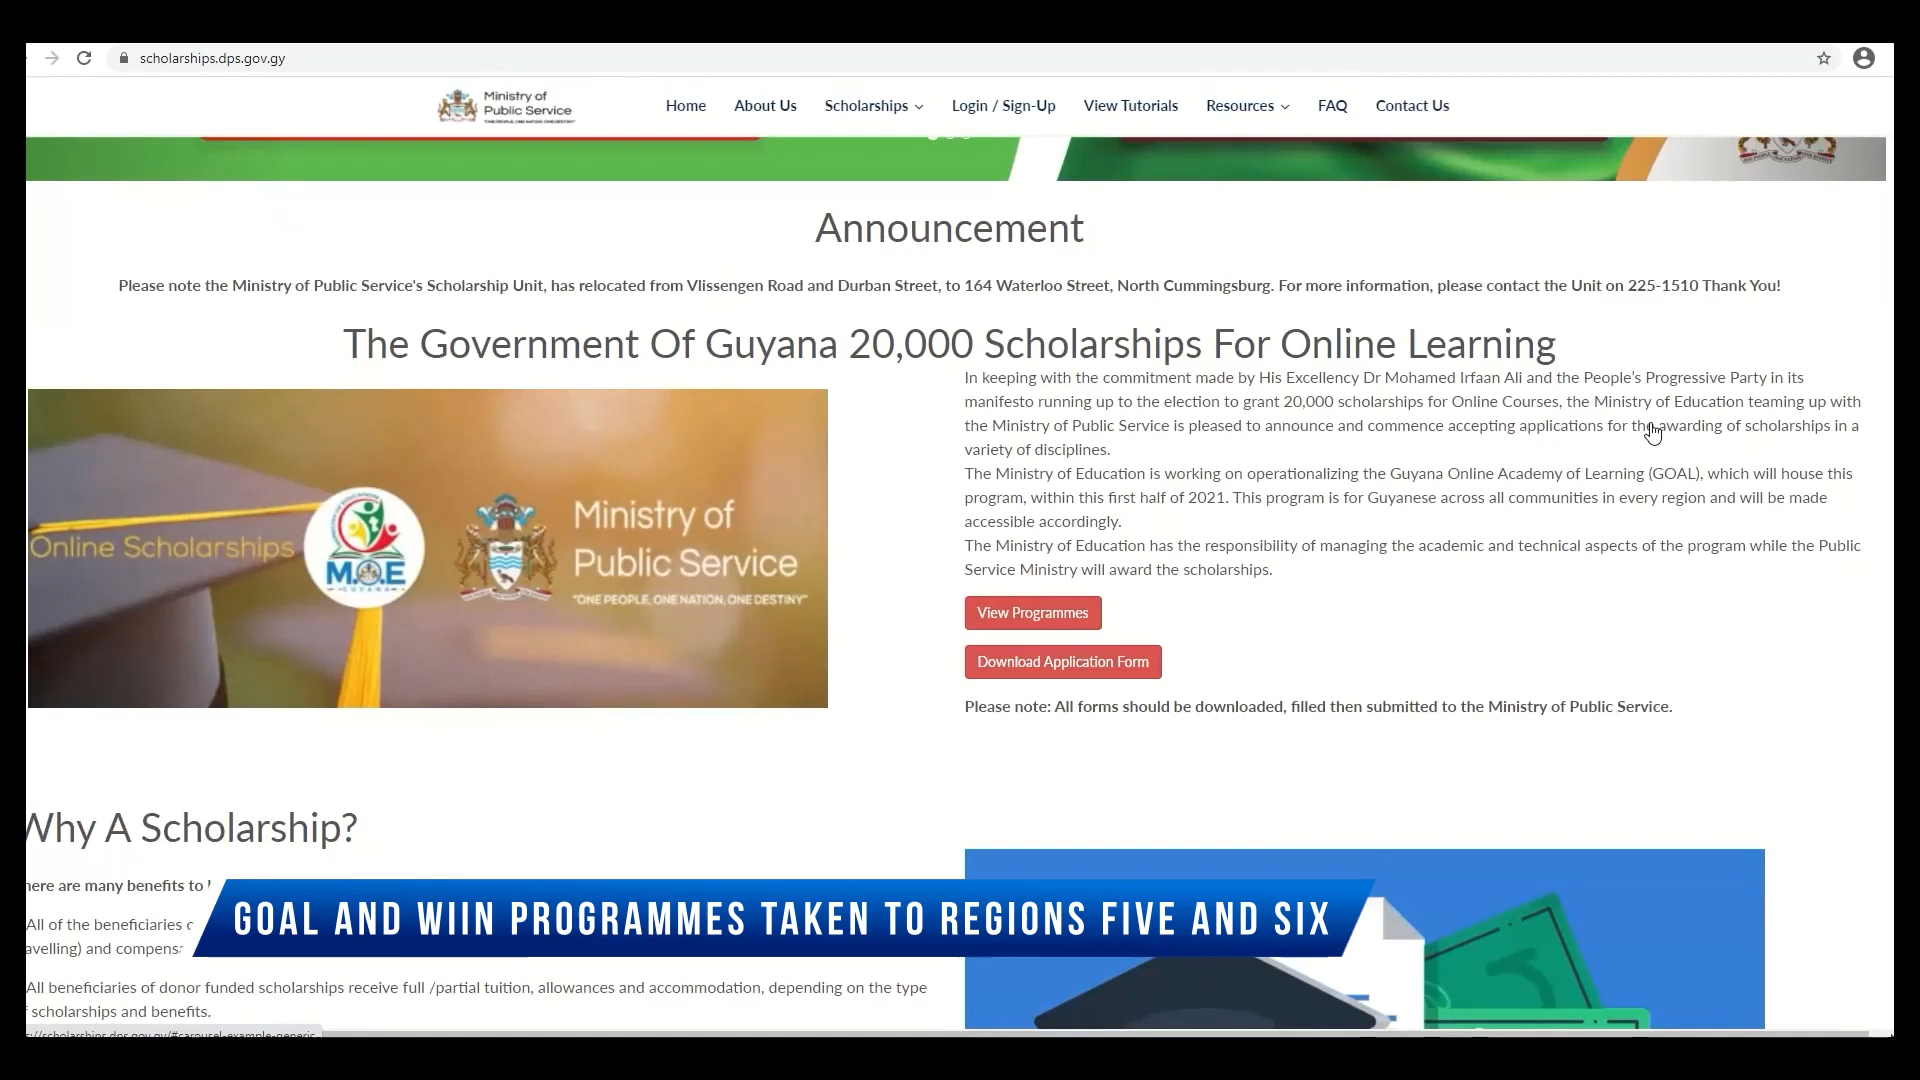 scholarships.dps.gov.gy
Ministry of
Public Service
"ONE PEOPLE, ONE NATION, ONE DESTINY"
Home About Us Scholarships Login / Sign-Up View Tutorials Resources FAQ Contact Us
Announcement
Please note the Ministry of Public Service's Scholarship Unit, has relocated from Vlissengen Road and Durban Street, to 164 Waterloo Street, North Cummingsburg. For more information, please contact the Unit on 225-1510 Thank You!
The Government Of Guyana 20,000 Scholarships For Online Learning
Online Scholarships
M.O.E
GUYANA
Ministry of
Public Service
"ONE PEOPLE, ONE NATION, ONE DESTINY"
In keeping with the commitment made by His Excellency Dr Mohamed Irfaan Ali and the People’s Progressive Party in its
manifesto running up to the election to grant 20,000 scholarships for Online Courses, the Ministry of Education teaming up with
the Ministry of Public Service is pleased to announce and commence accepting applications for the awarding of scholarships in a
variety of disciplines.
The Ministry of Education is working on operationalizing the Guyana Online Academy of Learning (GOAL), which will house this
program, within this first half of 2021. This program is for Guyanese across all communities in every region and will be made
accessible accordingly.
The Ministry of Education has the responsibility of managing the academic and technical aspects of the program while the Public
Service Ministry will award the scholarships.
View Programmes
Download Application Form
Please note: All forms should be downloaded, filled then submitted to the Ministry of Public Service.
Why A Scholarship?
here are many benefits to
All of the beneficiaries
avelling) and compens
GOAL AND WIIN PROGRAMMES TAKEN TO REGIONS FIVE AND SIX
All beneficiaries of donor funded scholarships receive full /partial tuition, allowances and accommodation, depending on the type
f scholarships and benefits.
s://scholarships.dps.gov.gy/#carousel-example-generic